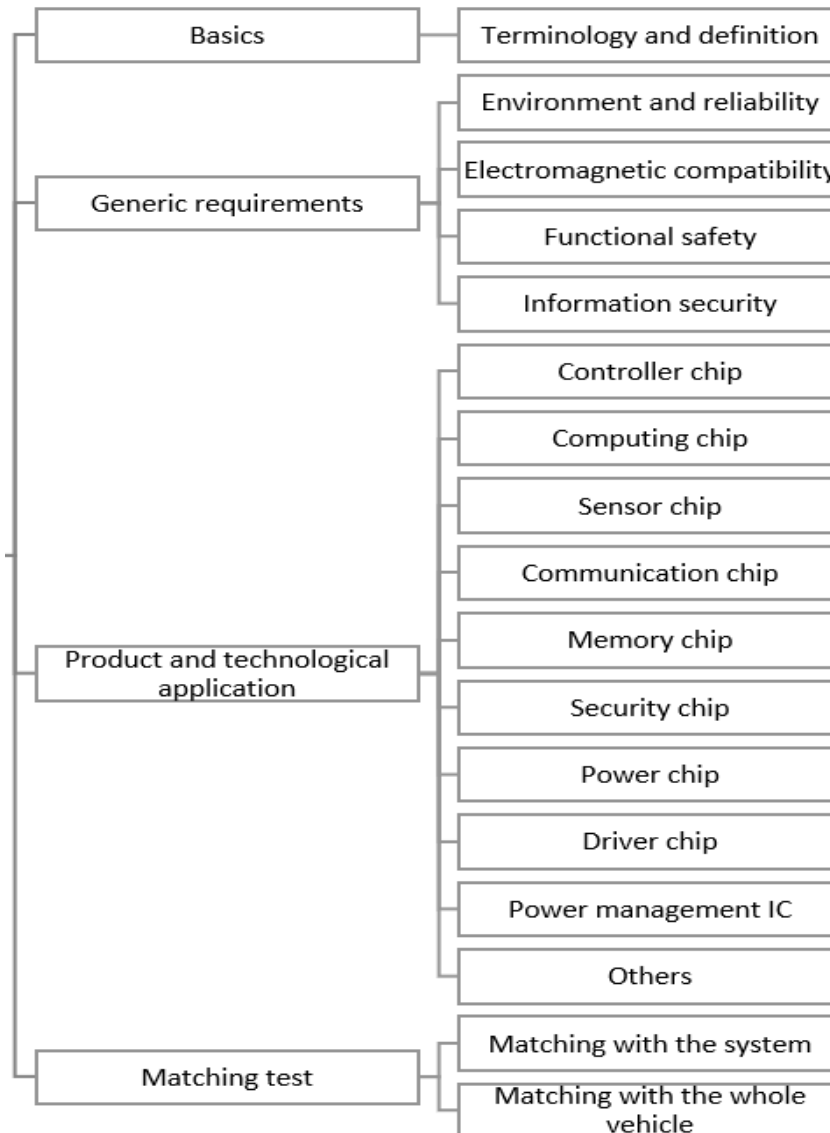 Basics
Terminology and definition
Generic requirements
Environment and reliability
Electromagnetic compatibility
Functional safety
Information security
Product and technological
application
Controller chip
Computing chip
Sensor chip
Communication chip
Memory chip
Security chip
Power chip
Driver chip
Power management IC
Others
Matching test
Matching with the system
Matching with the whole
vehicle